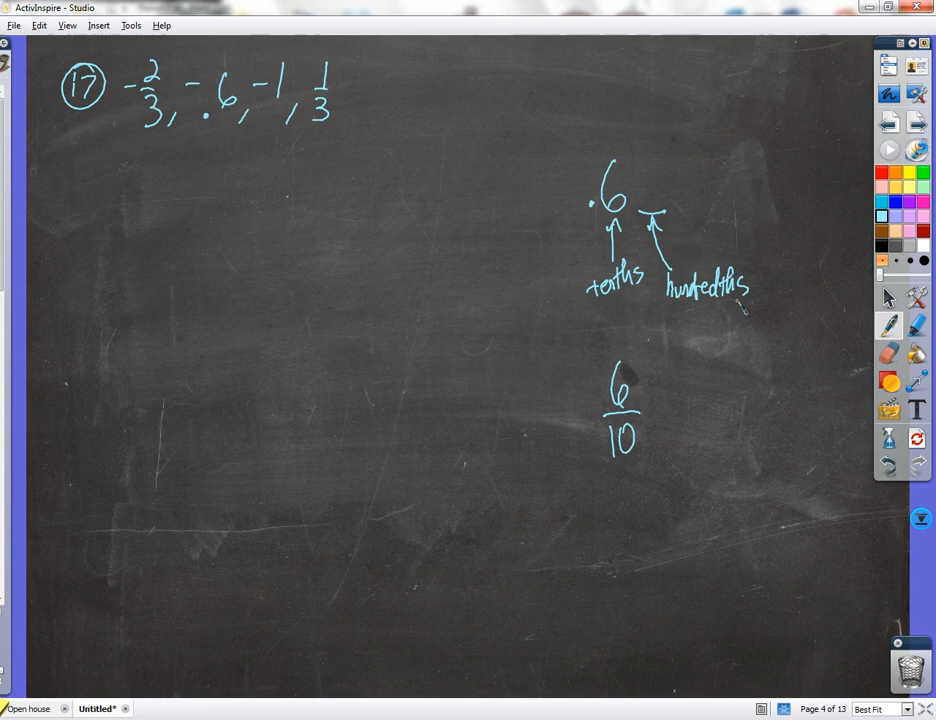 ActivInspire - Studio
File Edit View Insert Tools Help
17 -2/3, -.6, -1, 1/3
.6 _
tenths hundredths
6/10
Open house Untitled* Page 4 of 13 Best Fit